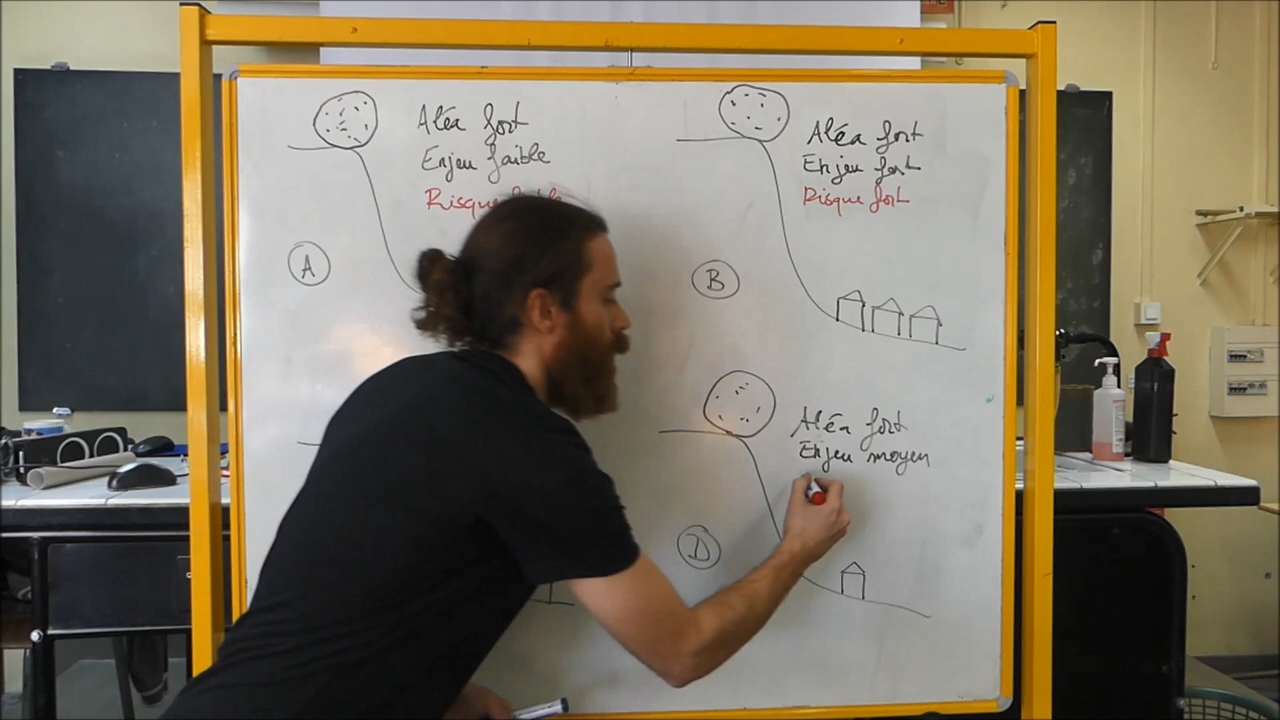 Aléa fort
Enjeu faible
Risque faible
A
Aléa fort
Enjeu fort
Risque fort
B
Aléa fort
Enjeu moyen
D